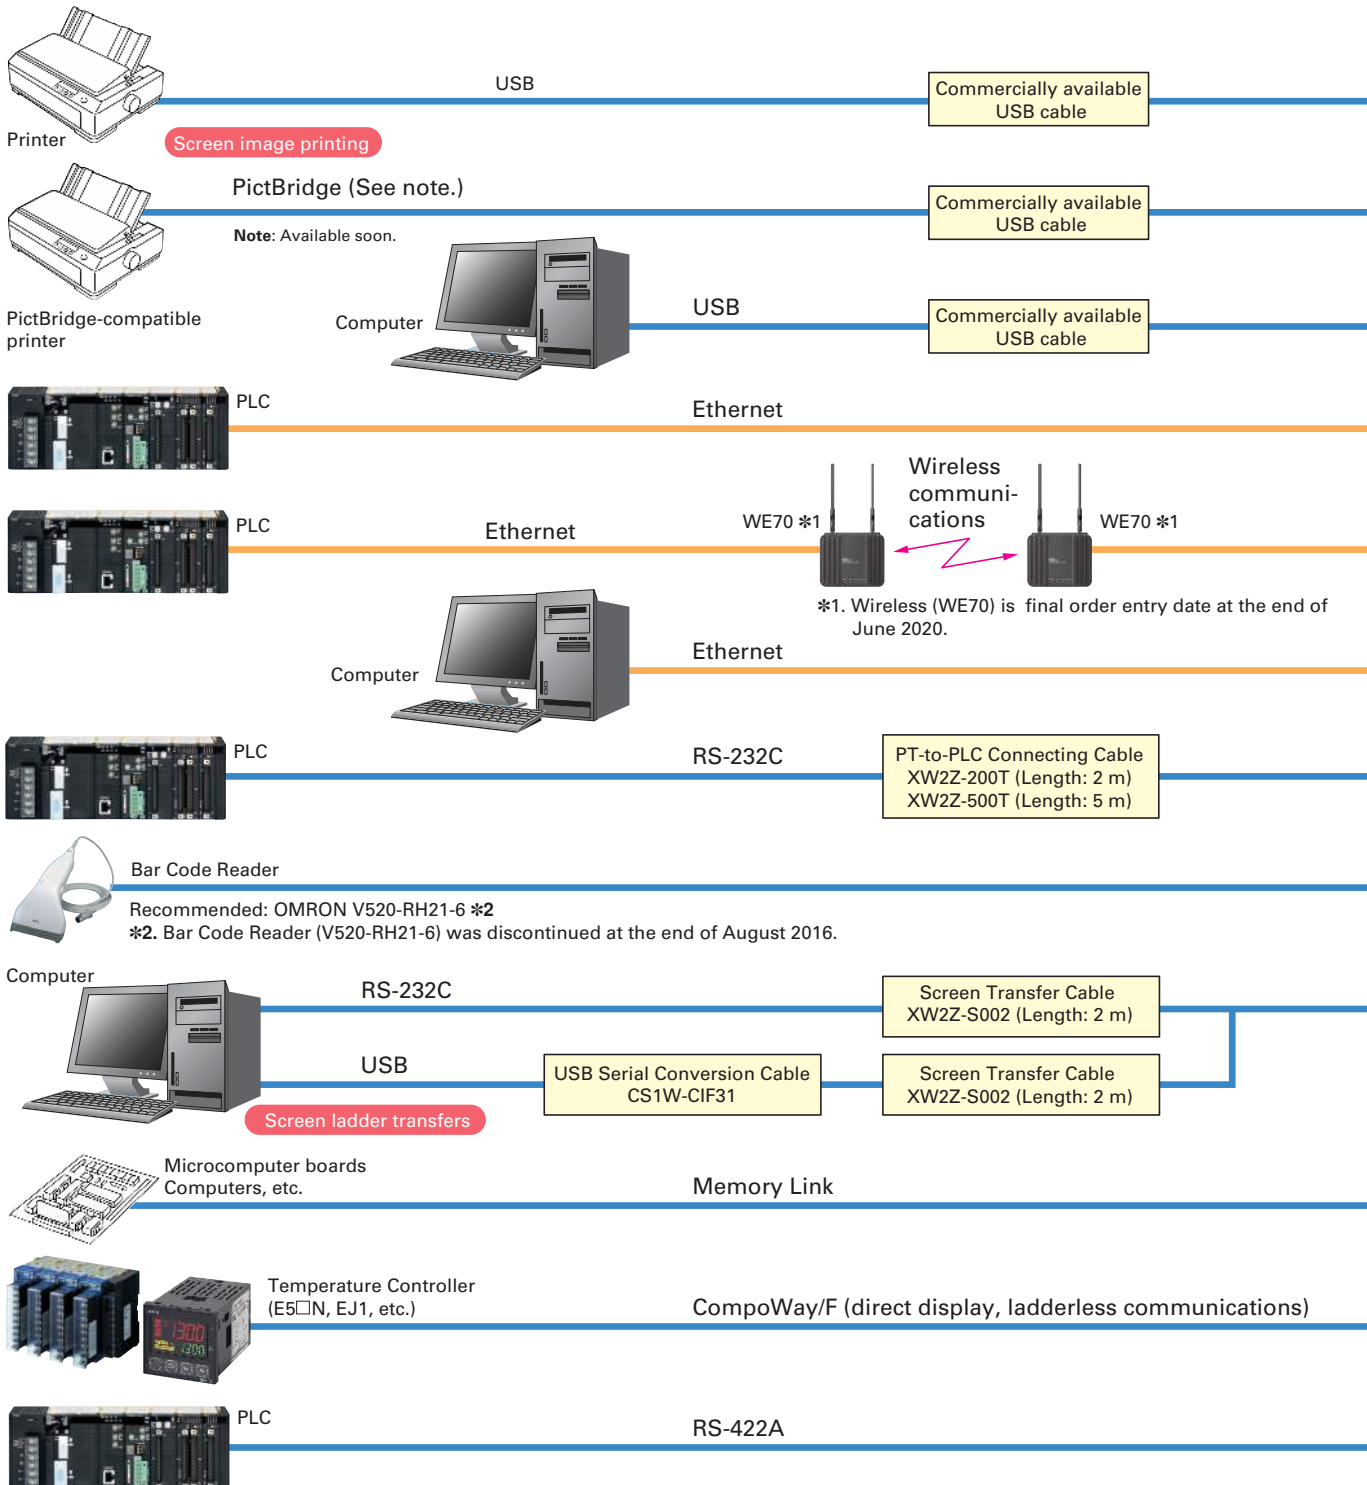 USB
Commercially available
USB cable
Printer
Screen image printing
PictBridge (See note.)
Commercially available
USB cable
Note: Available soon.
PictBridge-compatible
printer
Computer
USB
Commercially available
USB cable
PLC
Ethernet
PLC
Ethernet
WE70 ✽1
Wireless
communi-
cations
WE70 ✽1
✽1. Wireless (WE70) is  final order entry date at the end of
June 2020.
Computer
Ethernet
PLC
RS-232C
PT-to-PLC Connecting Cable
XW2Z-200T (Length: 2 m)
XW2Z-500T (Length: 5 m)
Bar Code Reader
Recommended: OMRON V520-RH21-6 ✽2
✽2. Bar Code Reader (V520-RH21-6) was discontinued at the end of August 2016.
Computer
RS-232C
Screen Transfer Cable
XW2Z-S002 (Length: 2 m)
USB
USB Serial Conversion Cable
CS1W-CIF31
Screen Transfer Cable
XW2Z-S002 (Length: 2 m)
Screen ladder transfers
Microcomputer boards
Computers, etc.
Memory Link
Temperature Controller
(E5□N, EJ1, etc.)
CompoWay/F (direct display, ladderless communications)
1300
1300
PLC
RS-422A